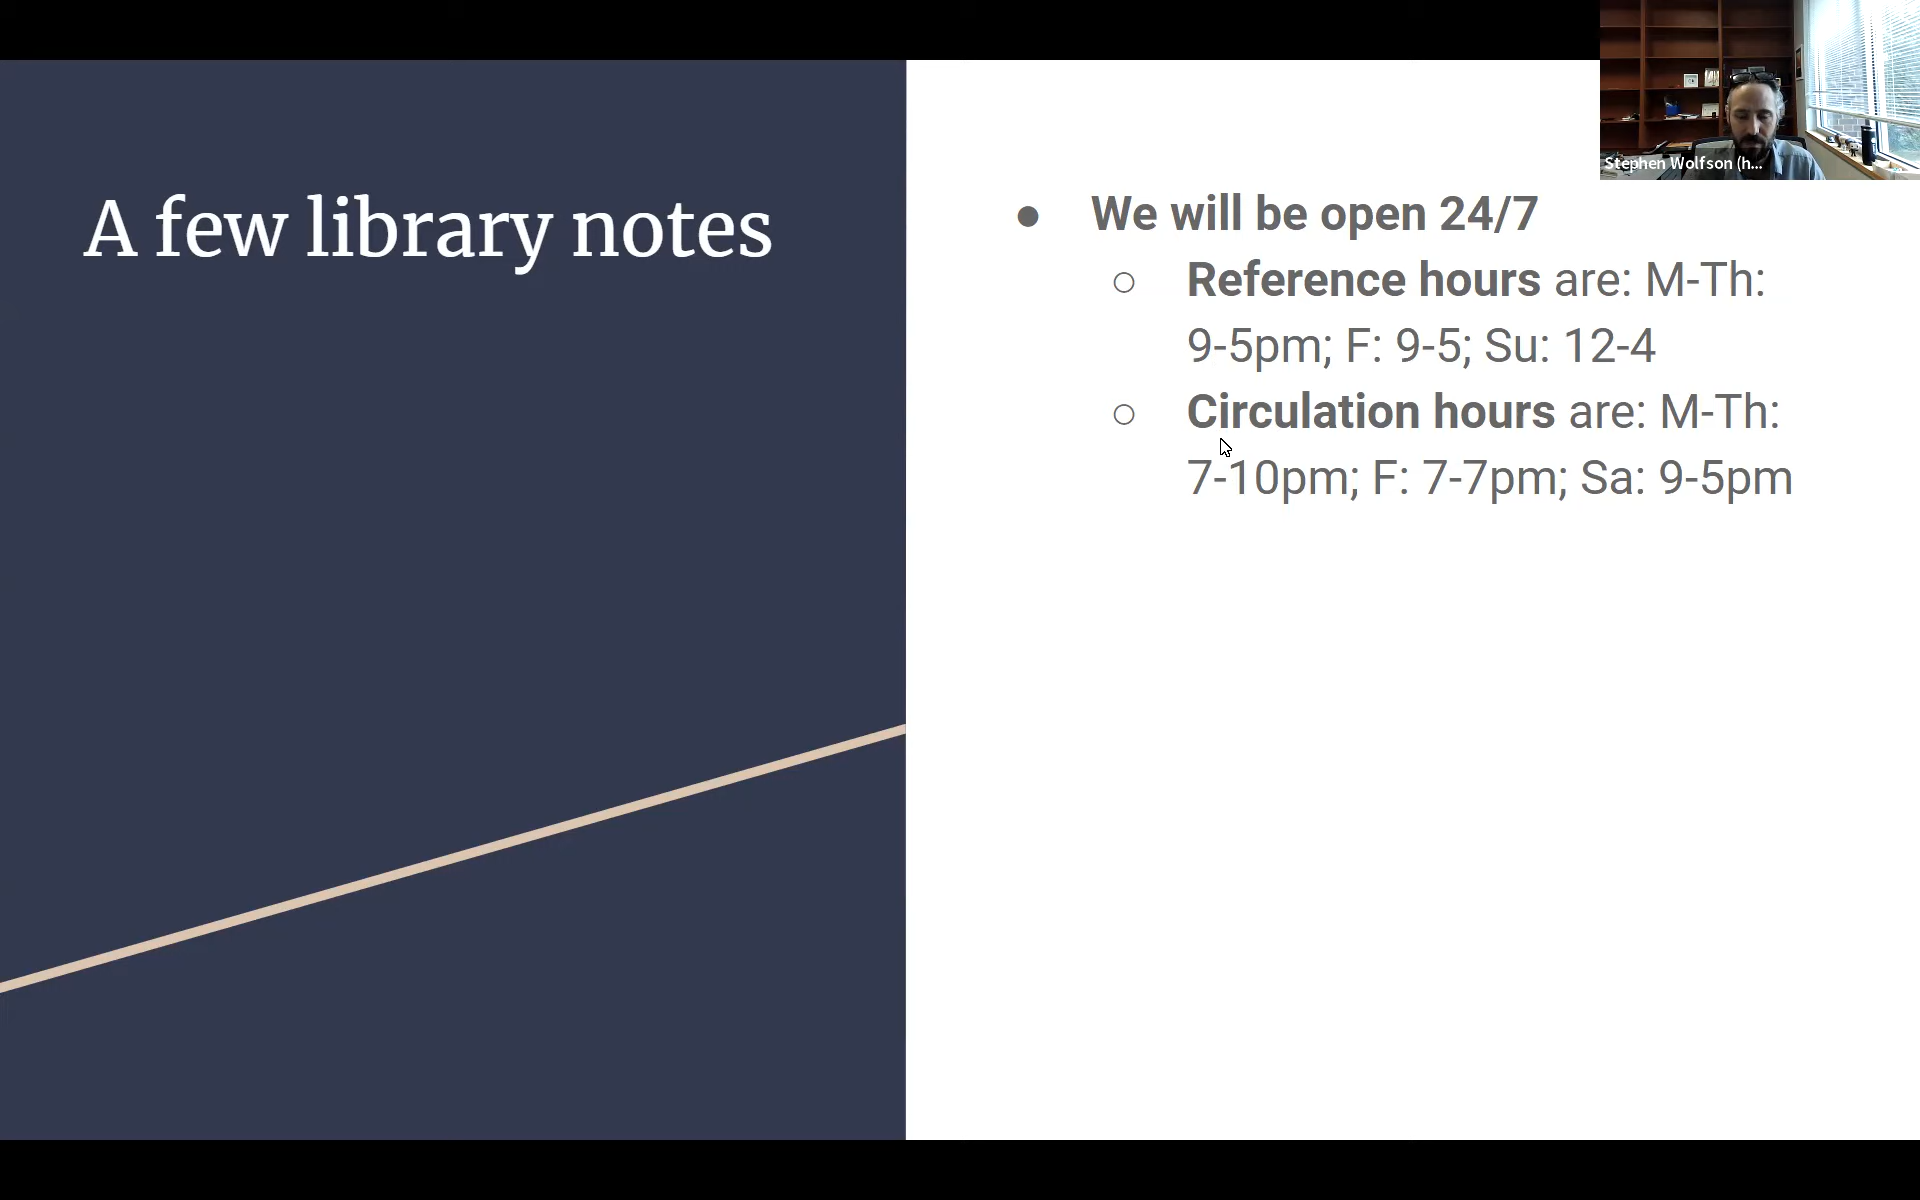 A few library notes
● We will be open 24/7
○ Reference hours are: M-Th:
9-5pm; F: 9-5; Su: 12-4
○ Circulation hours are: M-Th:
7-10pm; F: 7-7pm; Sa: 9-5pm
Stephen Wolfson (h...